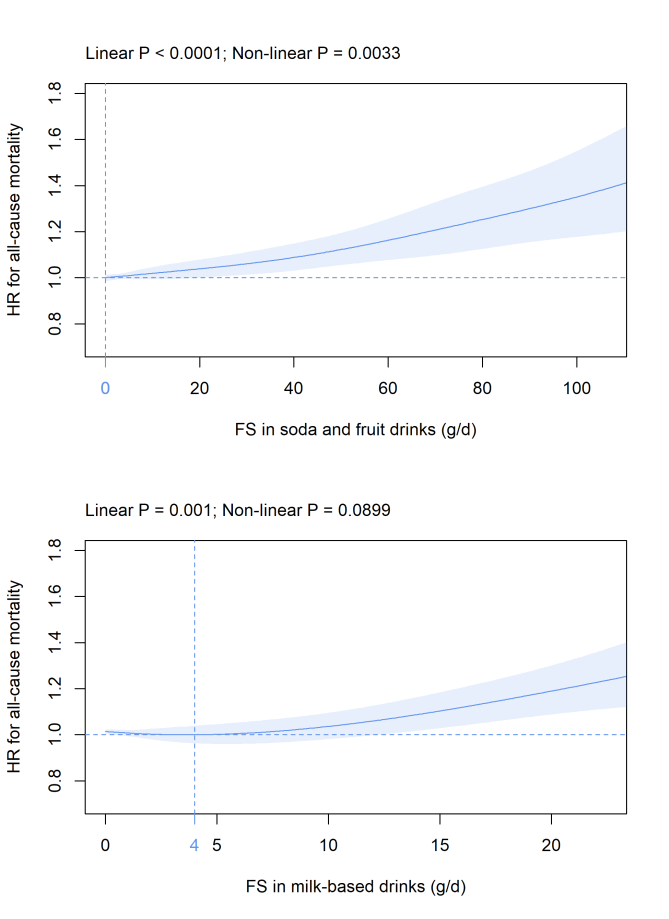 Linear P < 0.0001; Non-linear P = 0.0033
HR for all-cause mortality
1.8
1.6
1.4
1.2
1.0
0.8
0 20 40 60 80 100
FS in soda and fruit drinks (g/d)
Linear P = 0.001; Non-linear P = 0.0899
HR for all-cause mortality
1.8
1.6
1.4
1.2
1.0
0.8
0 4 5 10 15 20
FS in milk-based drinks (g/d)